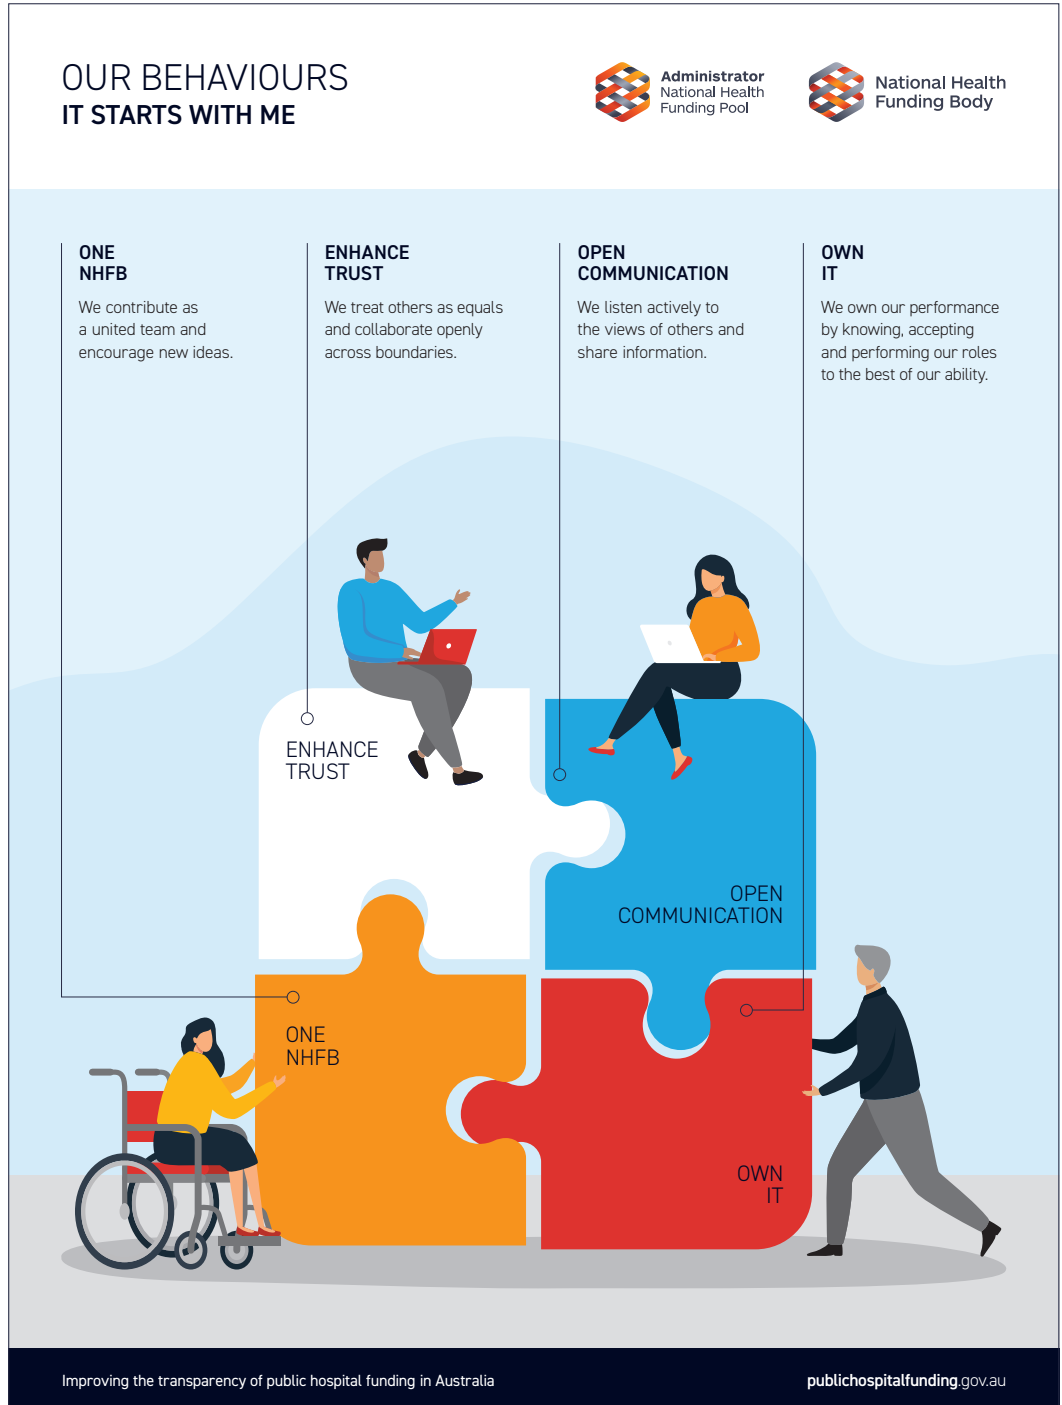 OUR BEHAVIOURS
IT STARTS WITH ME
Administrator
National Health
Funding Pool
National Health
Funding Body
ONE
NHFB
We contribute as
a united team and
encourage new ideas.
ENHANCE
TRUST
We treat others as equals
and collaborate openly
across boundaries.
OPEN
COMMUNICATION
We listen actively to
the views of others and
share information.
OWN
IT
We own our performance
by knowing, accepting
and performing our roles
to the best of our ability.
ENHANCE
TRUST
OPEN
COMMUNICATION
ONE
NHFB
OWN
IT
Improving the transparency of public hospital funding in Australia
publichospitalfunding.gov.au